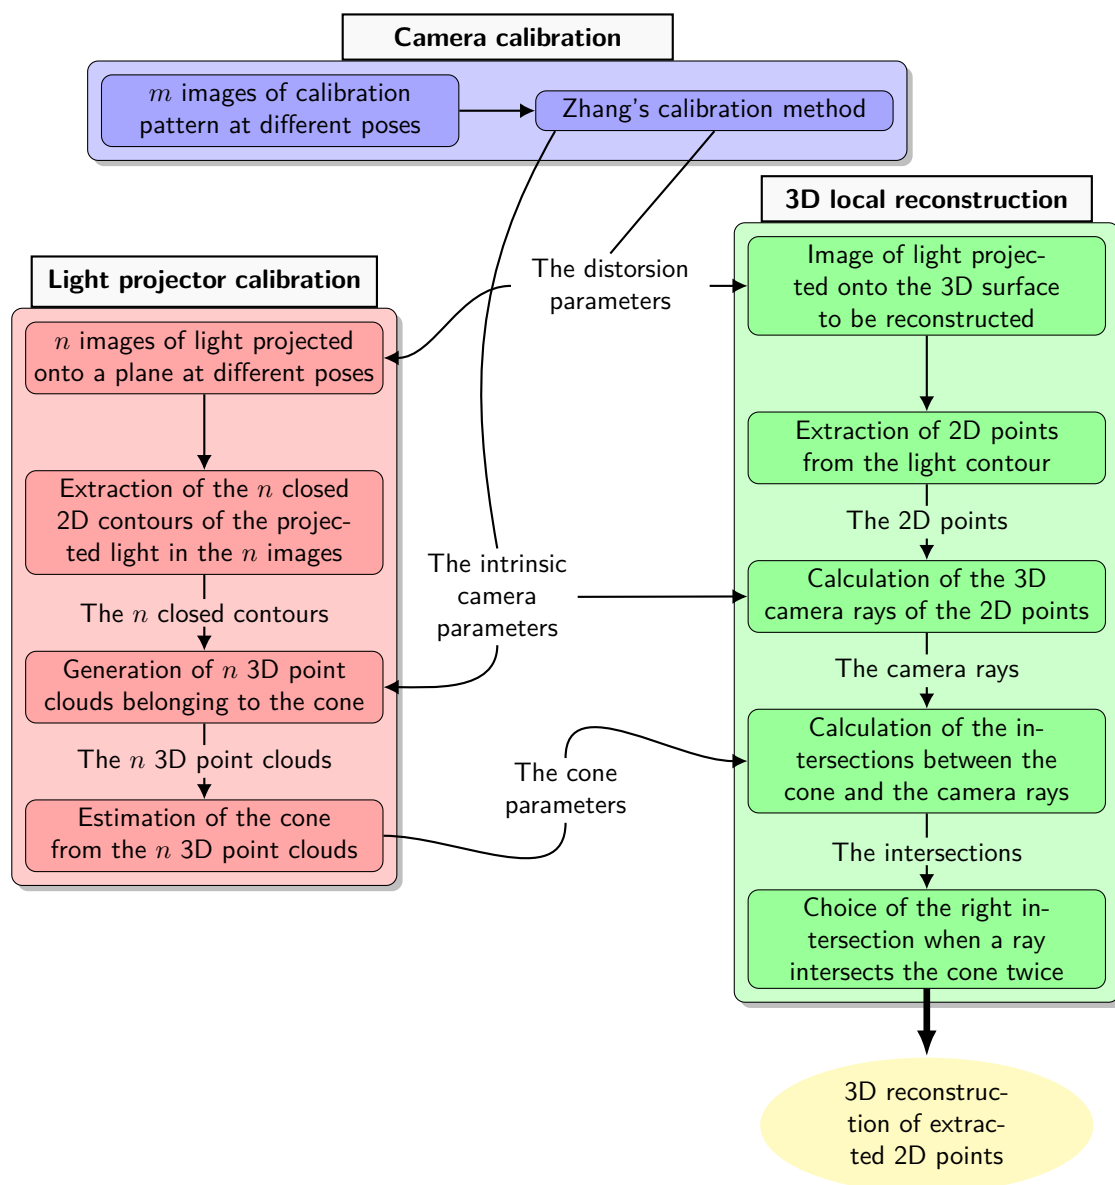 Camera calibration
m images of calibration
pattern at different poses
Zhang's calibration method
The distorsion
parameters
The intrinsic
camera
parameters
Light projector calibration
n images of light projected
onto a plane at different poses
Extraction of the n closed
2D contours of the projec-
ted light in the n images
The n closed contours
Generation of n 3D point
clouds belonging to the cone
The n 3D point clouds
Estimation of the cone
from the n 3D point clouds
The cone
parameters
3D local reconstruction
Image of light projec-
ted onto the 3D surface
to be reconstructed
Extraction of 2D points
from the light contour
The 2D points
Calculation of the 3D
camera rays of the 2D points
The camera rays
Calculation of the in-
tersections between the
cone and the camera rays
The intersections
Choice of the right in-
tersection when a ray
intersects the cone twice
3D reconstruc-
tion of extrac-
ted 2D points